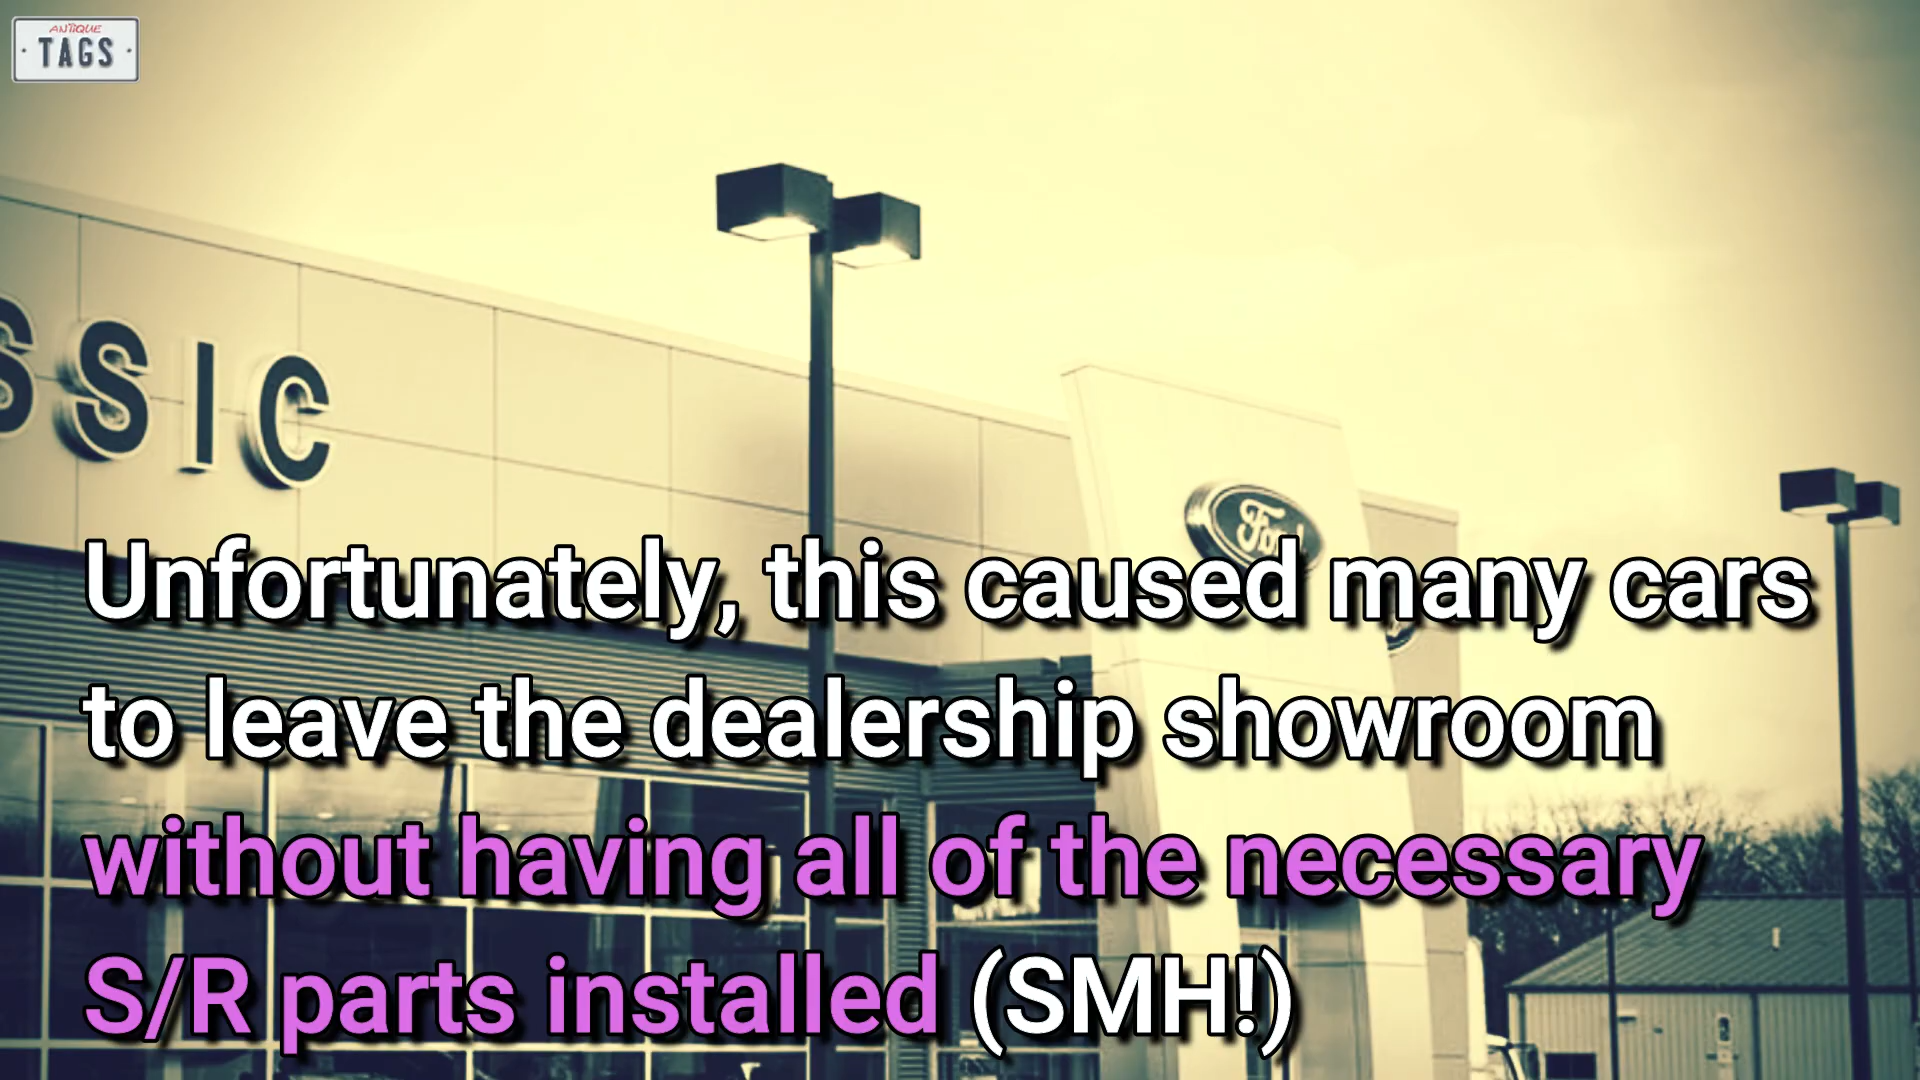 ANTIQUE
TAGS
SSIC
Ford
Unfortunately, this caused many cars
to leave the dealership showroom
without having all of the necessary
S/R parts installed (SMH!)